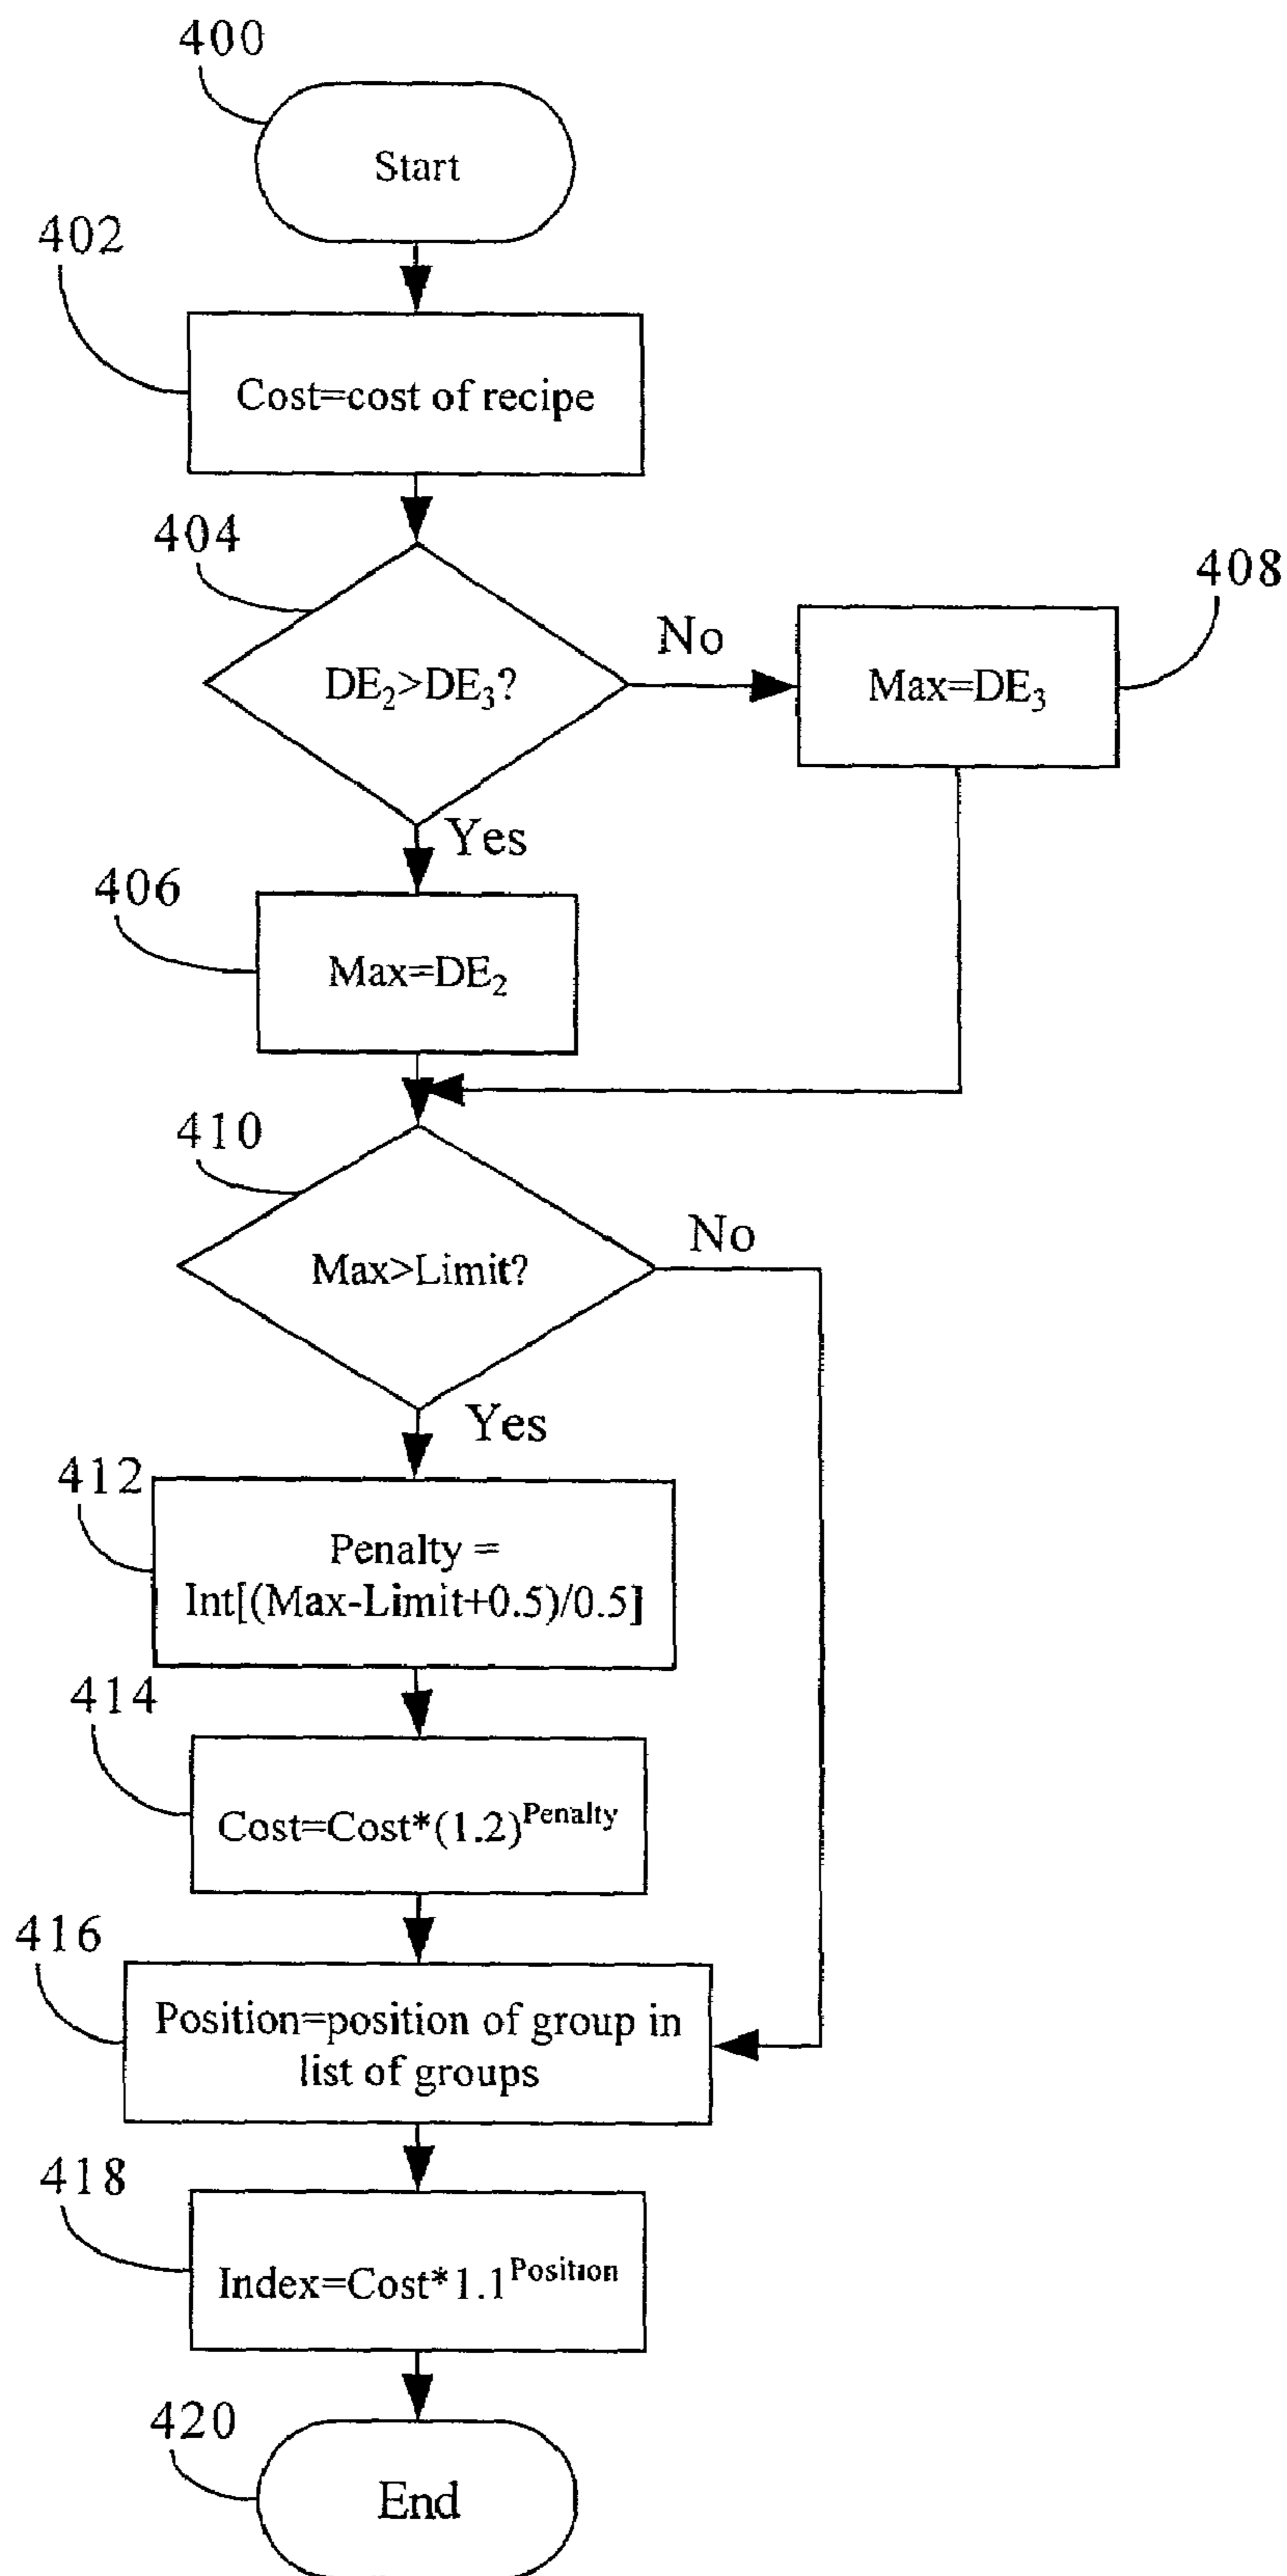 400
Start
402
Cost=cost of recipe
404
DE₂>DE₃?
No
408
Max=DE₃
Yes
406
Max=DE₂
410
Max>Limit?
No
Yes
412
Penalty =
Int[(Max-Limit+0.5)/0.5]
414
Cost=Cost*(1.2)^Penalty
416
Position=position of group in
list of groups
418
Index=Cost*1.1^Position
420
End